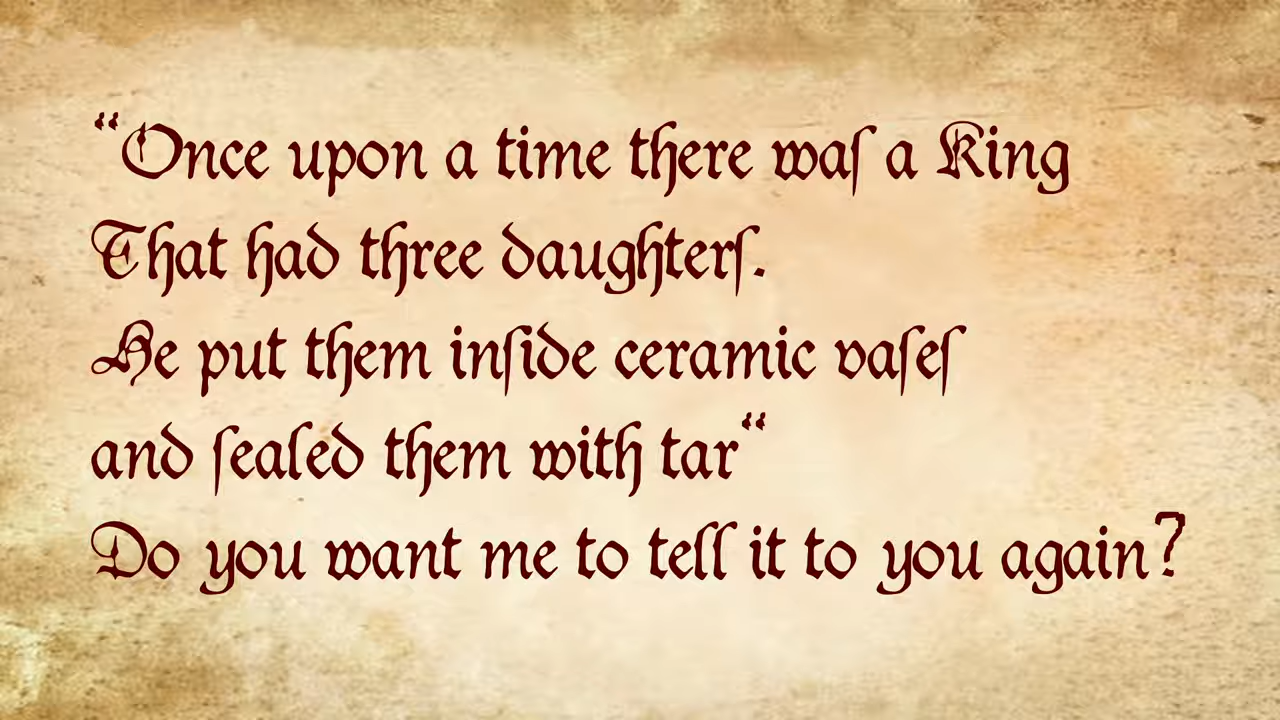 “Once upon a time there waſ a King
That had three daughterſ.
He put them inſide ceramic vaſeſ
and ſealed them with tar“
Do you want me to tell it to you again?